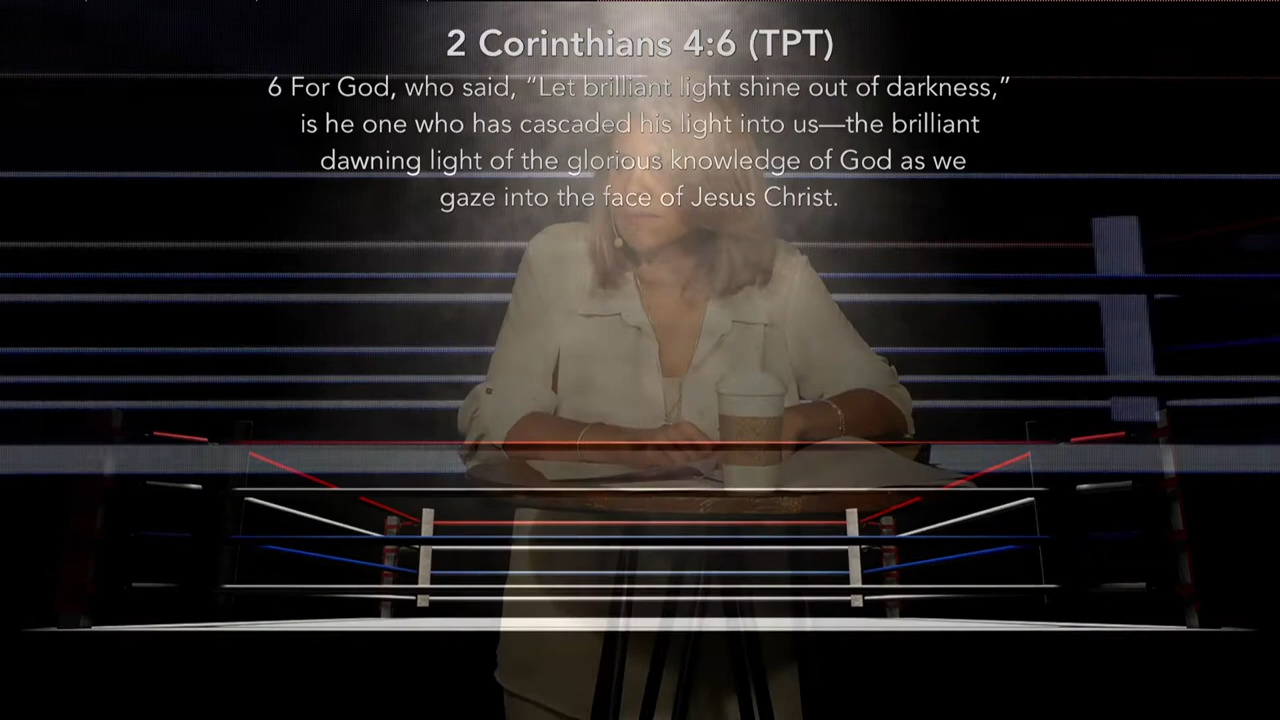 2 Corinthians 4:6 (TPT)
6 For God, who said, “Let brilliant light shine out of darkness,”
is he one who has cascaded his light into us—the brilliant
dawning light of the glorious knowledge of God as we
gaze into the face of Jesus Christ.